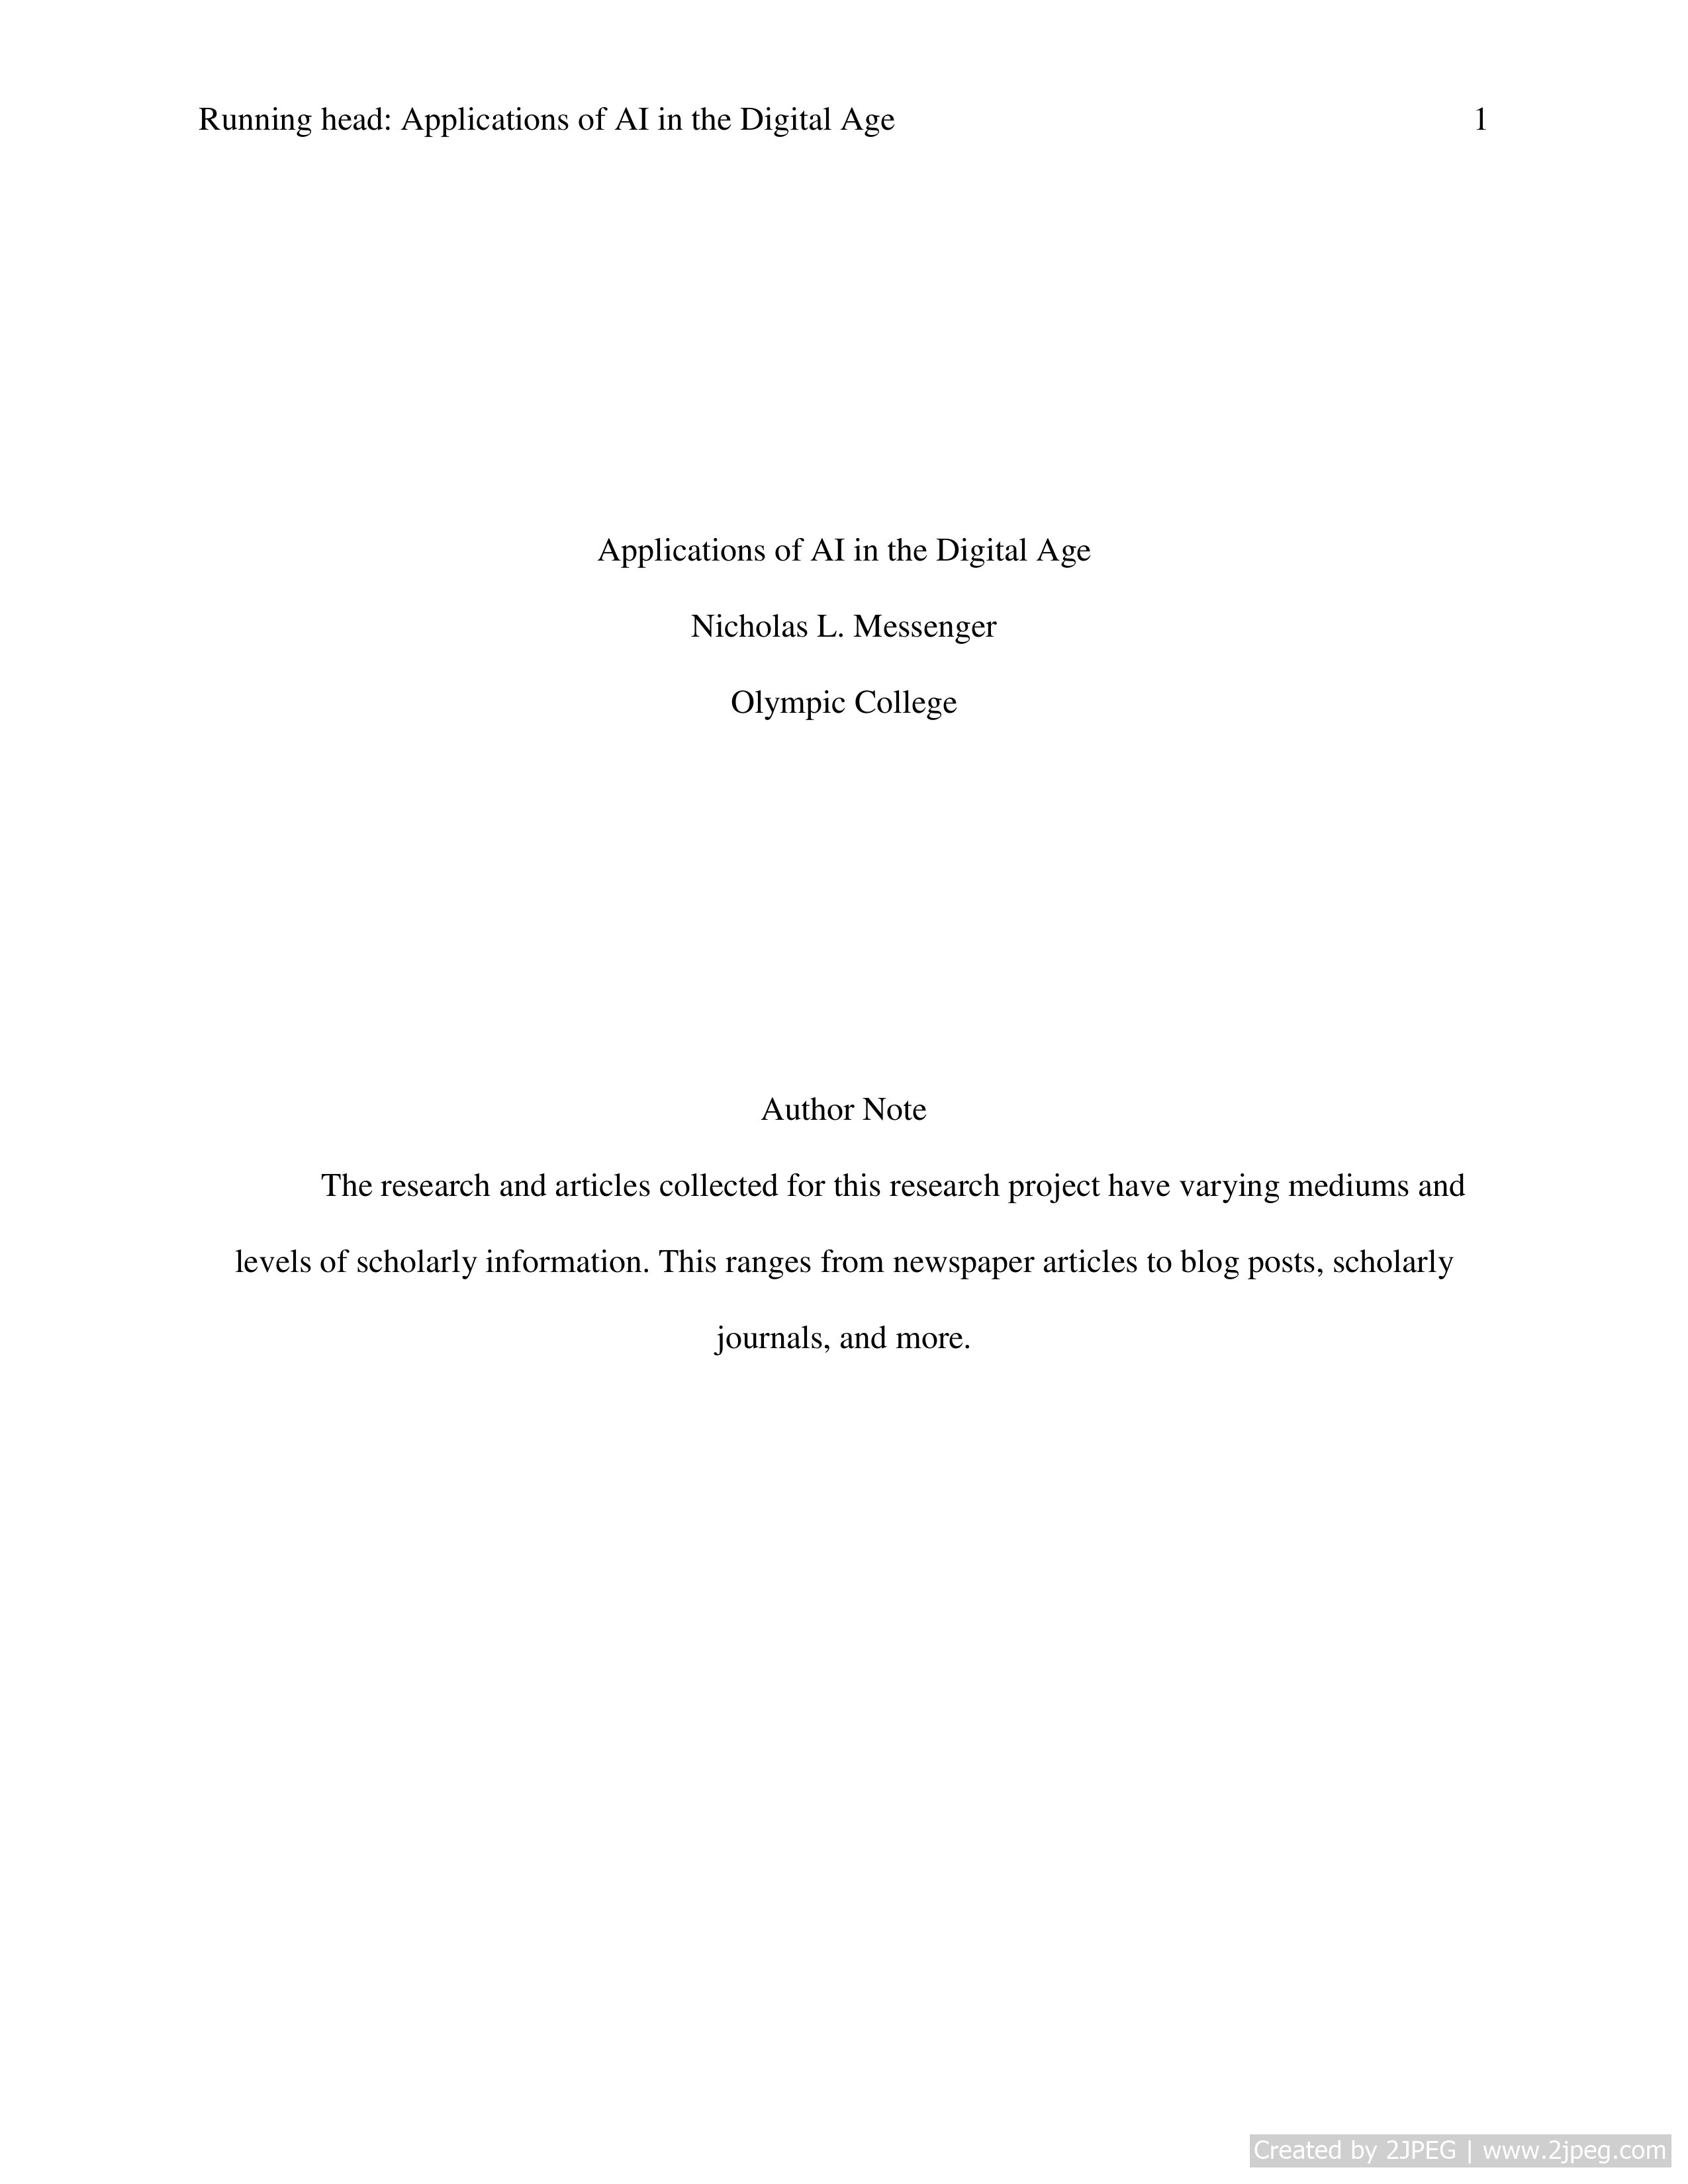 Running head: Applications of AI in the Digital Age 1
Applications of AI in the Digital Age
Nicholas L. Messenger
Olympic College
Author Note
The research and articles collected for this research project have varying mediums and
levels of scholarly information. This ranges from newspaper articles to blog posts, scholarly
journals, and more.
Created by 2JPEG | www.2jpeg.com